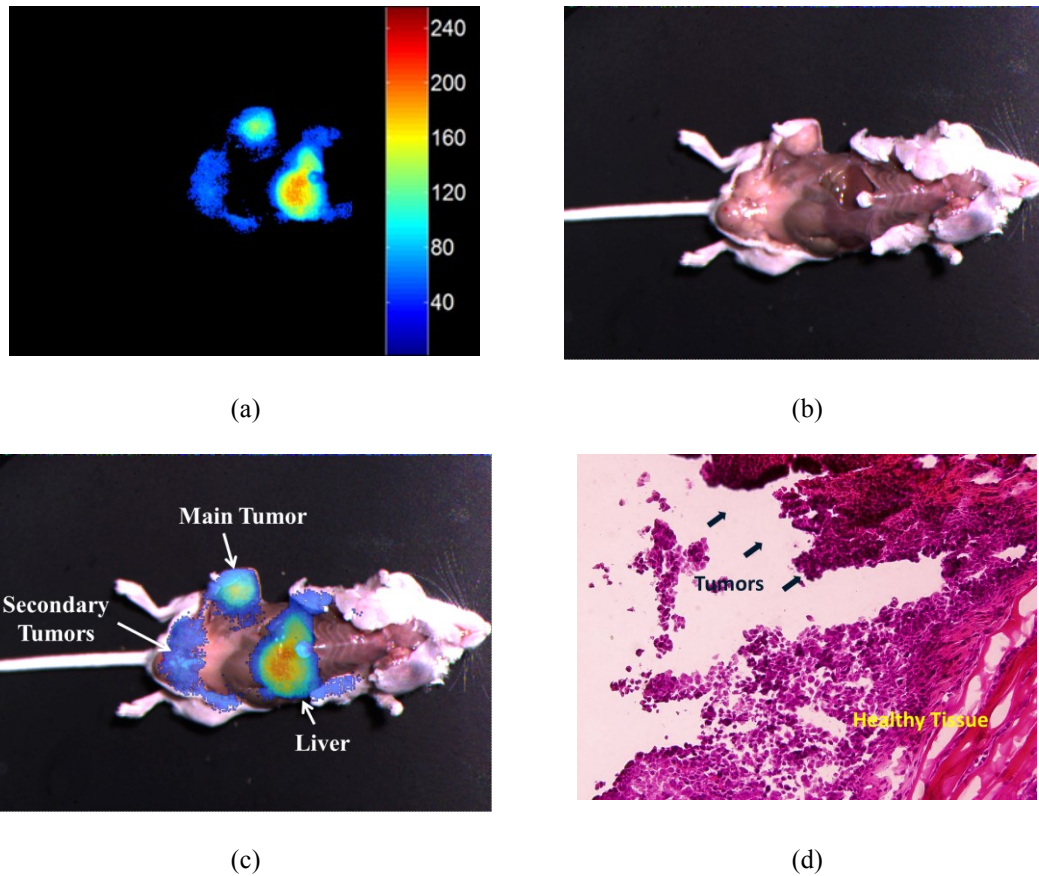 240
200
160
120
80
40
(a)
(b)
Main Tumor
Secondary
Tumors
Liver
Tumors
Healthy Tissue
(c)
(d)